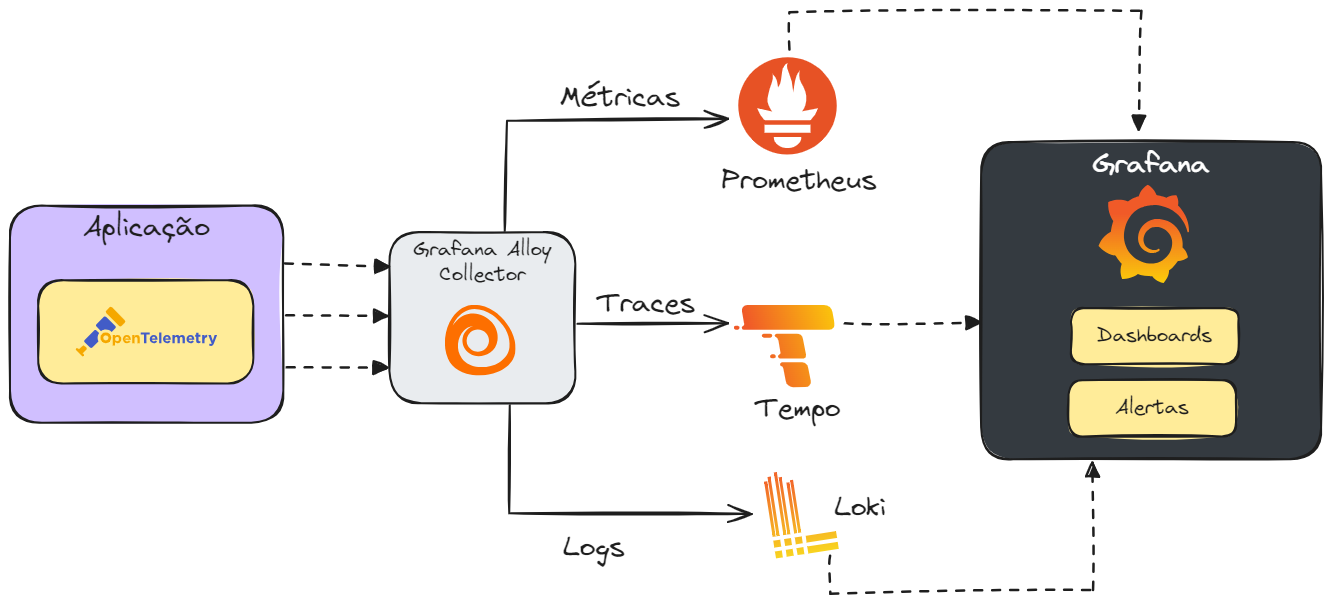 Métricas
Prometheus
Grafana
Aplicação
Grafana Alloy
Collector
OpenTelemetry
Traces
Tempo
Dashboards
Alertas
Loki
Logs